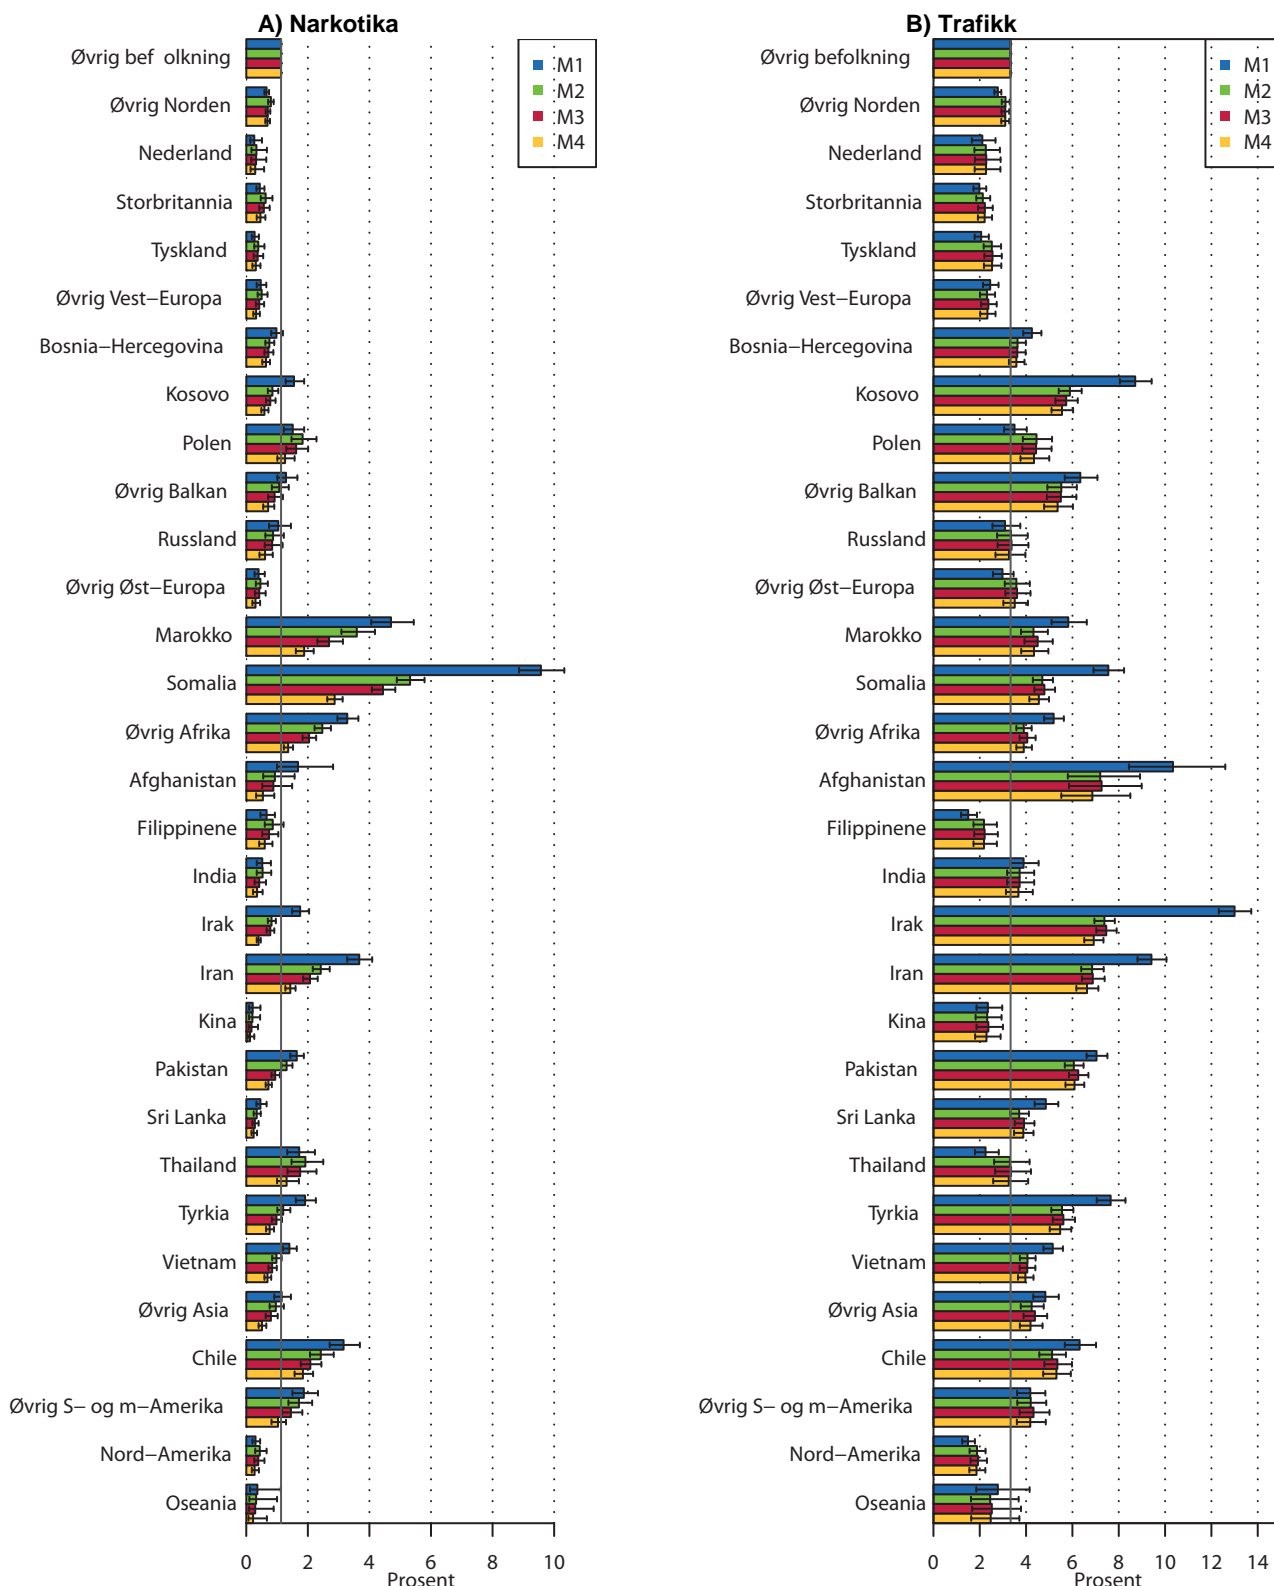 A) Narkotika
Øvrig bef olkning
Øvrig Norden
Nederland
Storbritannia
Tyskland
Øvrig Vest−Europa
Bosnia−Hercegovina
Kosovo
Polen
Øvrig Balkan
Russland
Øvrig Øst−Europa
Marokko
Somalia
Øvrig Afrika
Afghanistan
Filippinene
India
Irak
Iran
Kina
Pakistan
Sri Lanka
Thailand
Tyrkia
Vietnam
Øvrig Asia
Chile
Øvrig S− og m−Amerika
Nord−Amerika
Oseania
M1
M2
M3
M4
0 2 4 6 8 10
Prosent
B) Trafikk
Øvrig befolkning
Øvrig Norden
Nederland
Storbritannia
Tyskland
Øvrig Vest−Europa
Bosnia−Hercegovina
Kosovo
Polen
Øvrig Balkan
Russland
Øvrig Øst−Europa
Marokko
Somalia
Øvrig Afrika
Afghanistan
Filippinene
India
Irak
Iran
Kina
Pakistan
Sri Lanka
Thailand
Tyrkia
Vietnam
Øvrig Asia
Chile
Øvrig S− og m−Amerika
Nord−Amerika
Oseania
M1
M2
M3
M4
0 2 4 6 8 10 12 14
Prosent